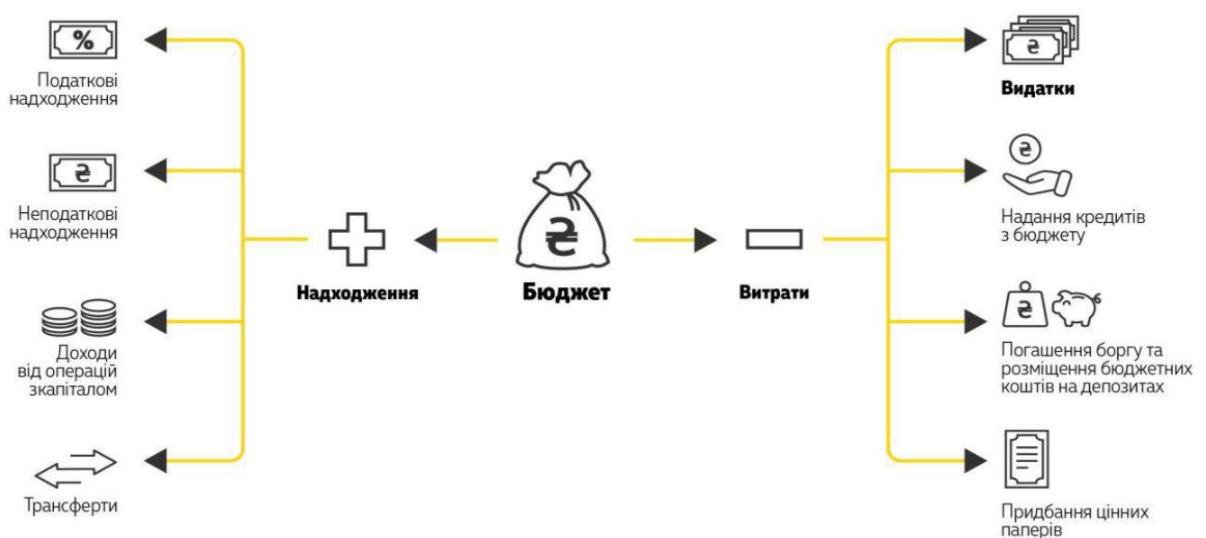 %
Податкові
надходження
₴
Неподаткові
надходження
Доходи
від операцій
зкапіталом
Трансферти
Надходження
₴
Бюджет
Витрати
₴
Видатки
₴
Надання кредитів
з бюджету
₴
Погашення боргу та
розміщення бюджетних
коштів на депозитах
Придбання цінних
паперів